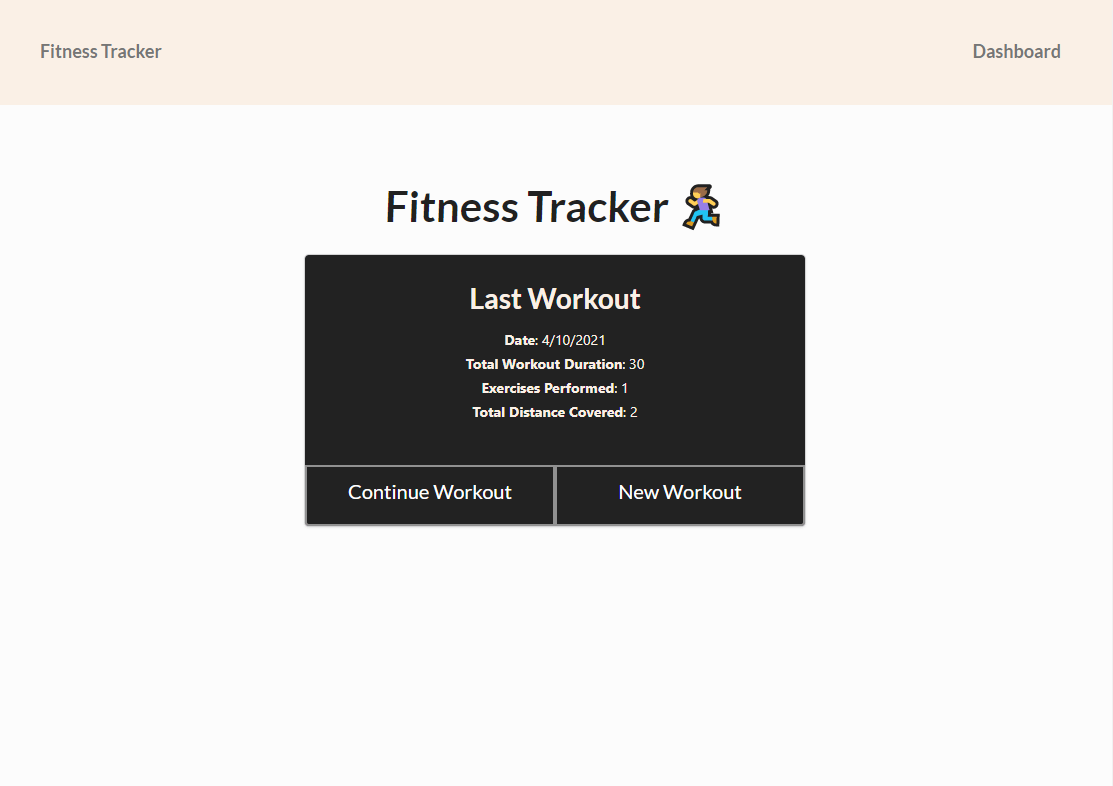 Fitness Tracker Dashboard
Fitness Tracker
Last Workout
Date: 4/10/2021
Total Workout Duration: 30
Exercises Performed: 1
Total Distance Covered: 2
Continue Workout New Workout